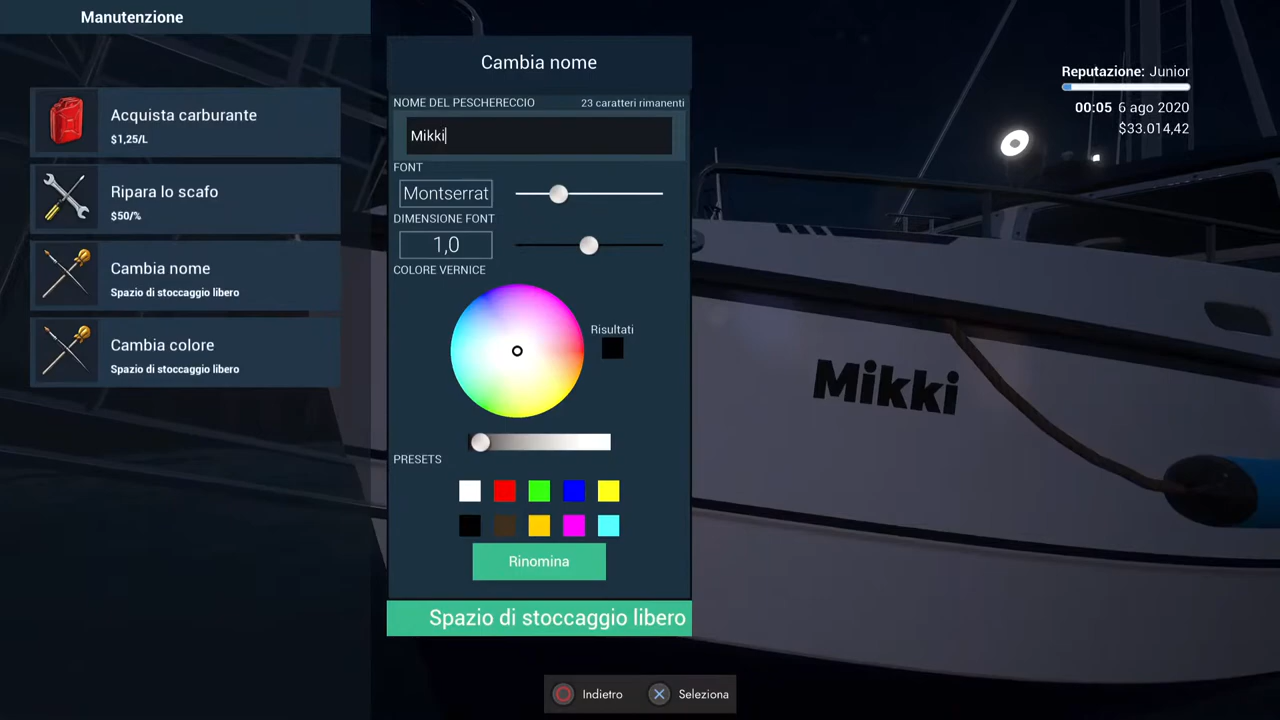 Manutenzione
Acquista carburante
$1,25/L
Ripara lo scafo
$50/%
Cambia nome
Spazio di stoccaggio libero
Cambia colore
Spazio di stoccaggio libero
Cambia nome
NOME DEL PESCHERECCIO 23 caratteri rimanenti
Mikki
FONT
Montserrat
DIMENSIONE FONT
1,0
COLORE VERNICE
Risultati
PRESETS
Rinomina
Spazio di stoccaggio libero
Indietro Seleziona
Reputazione: Junior
00:05 6 ago 2020
$33.014,42
Mikki